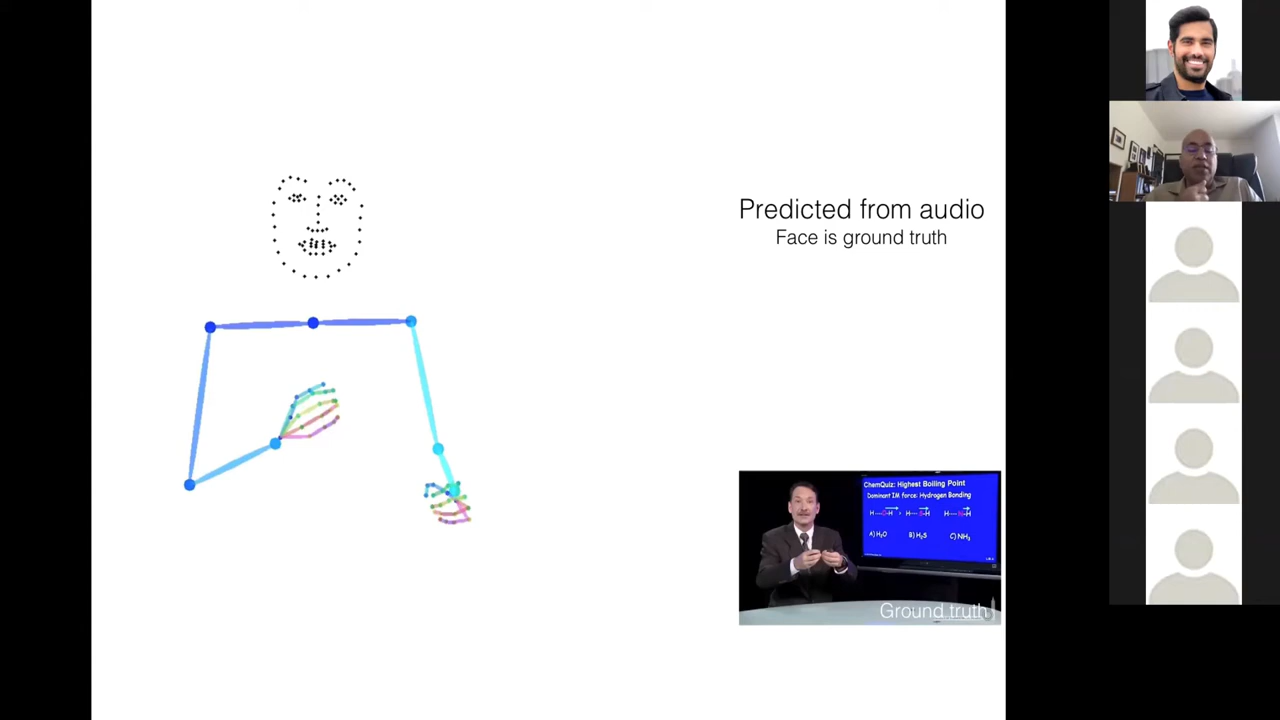 Predicted from audio
Face is ground truth
ChemQuiz: Highest Boiling Point
Dominant IM force: Hydrogen Bonding
H····O–H H····S–H H····N–H
A) H₂O B) H₂S C) NH₃
Ground truth